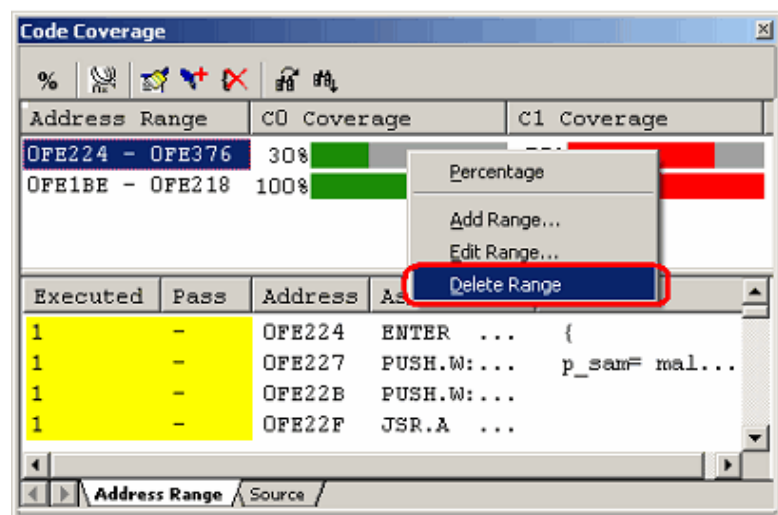 Code Coverage
%
Address Range C0 Coverage C1 Coverage
0FE224 - 0FE376 30%
0FE1BE - 0FE218 100%
Percentage
Add Range...
Edit Range...
Delete Range
Executed Pass Address
1 - 0FE224 ENTER ... {
1 - 0FE227 PUSH.W:... p_sam= mal...
1 - 0FE22B PUSH.W:...
1 - 0FE22F JSR.A ...
Address Range Source